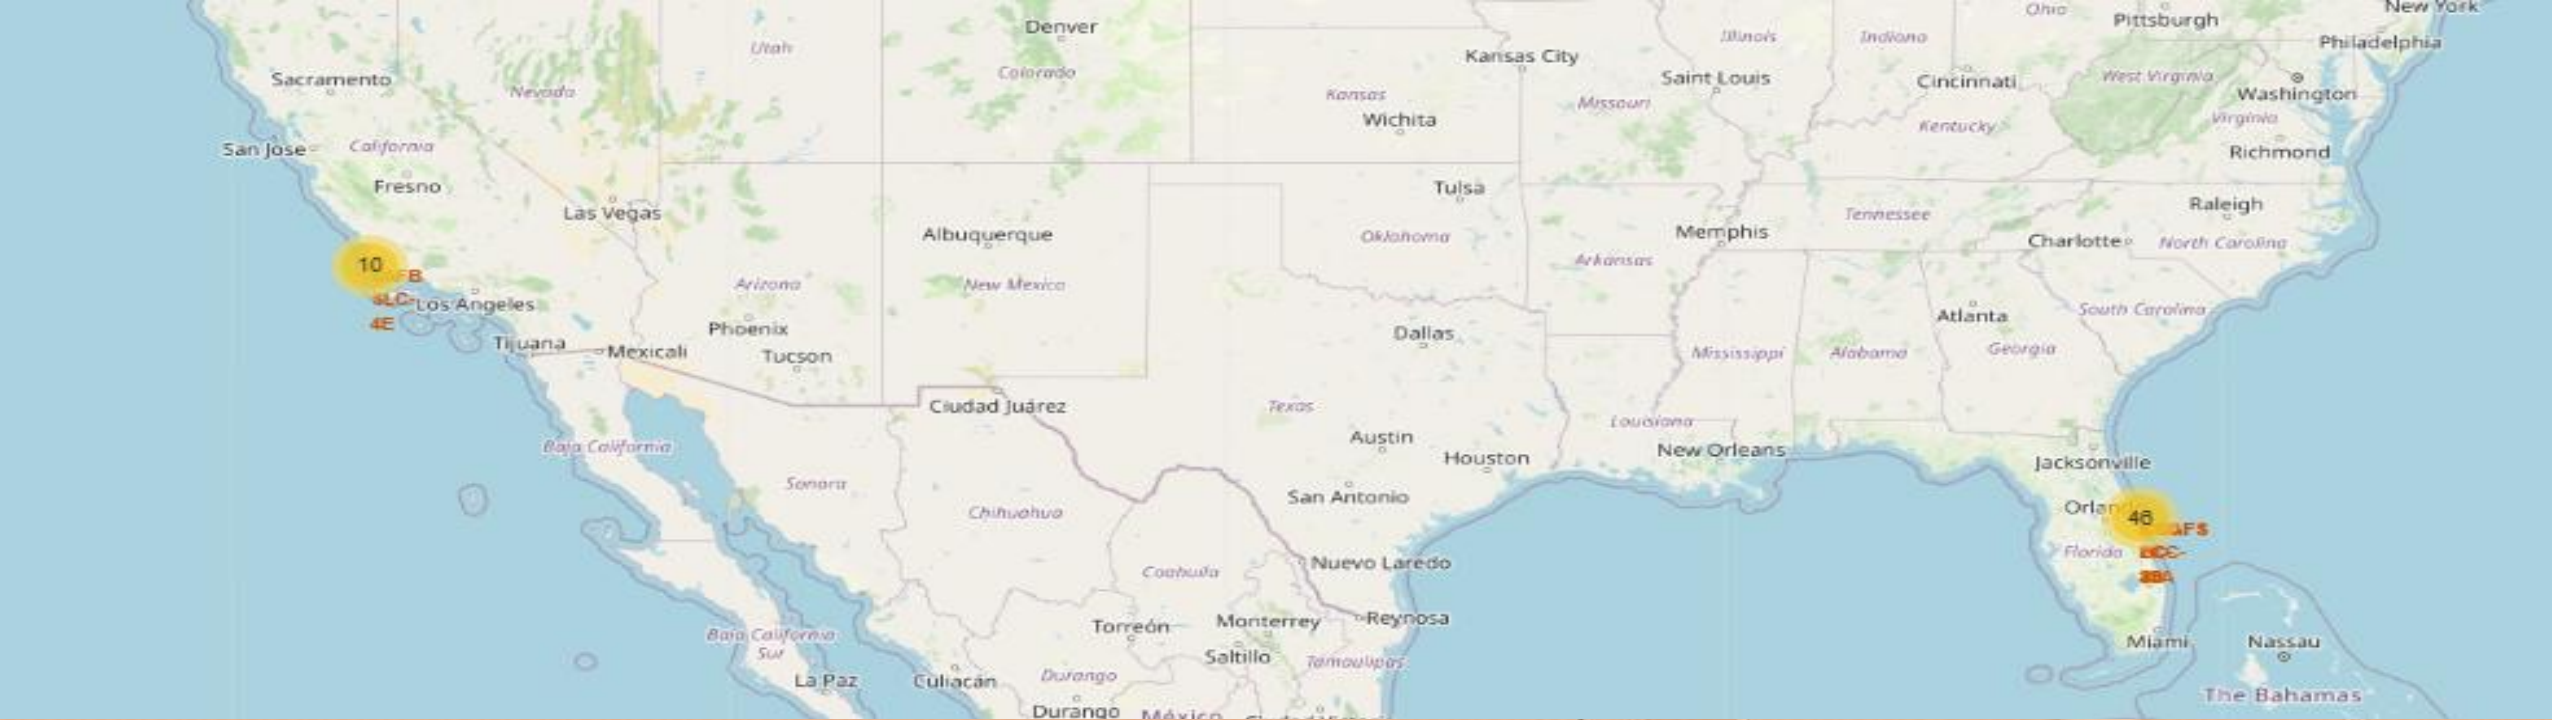 New York
Ohio
Pittsburgh
Denver
Philadelphia
Illinois
Indiana
Utah
Kansas City
Colorado
Saint Louis
West Virginia
Sacramento
Cincinnati
Nevada
Kansas
Washington
Missouri
Wichita
Virginia
Kentucky
San Jose
California
Richmond
Fresno
Tulsa
Las Vegas
Raleigh
Tennessee
Albuquerque
Memphis
Oklahoma
Charlotte
North Carolina
Arkansas
10
FB
Arizona
New Mexico
SLC-
Los Angeles
South Carolina
Atlanta
4E
Phoenix
Dallas
Tijuana
Mexicali
Tucson
Mississippi
Alabama
Georgia
Ciudad Juárez
Texas
Louisiana
Austin
Baja California
New Orleans
Houston
Jacksonville
Sonora
San Antonio
Chihuahua
46
AFS
Florida
Nuevo Laredo
Coahuila
Torreón
Monterrey
Reynosa
Baja California
Sur
Saltillo
Tamaulipas
Miami
Nassau
La Paz
Culiacán
Durango
The Bahamas
Durango
México